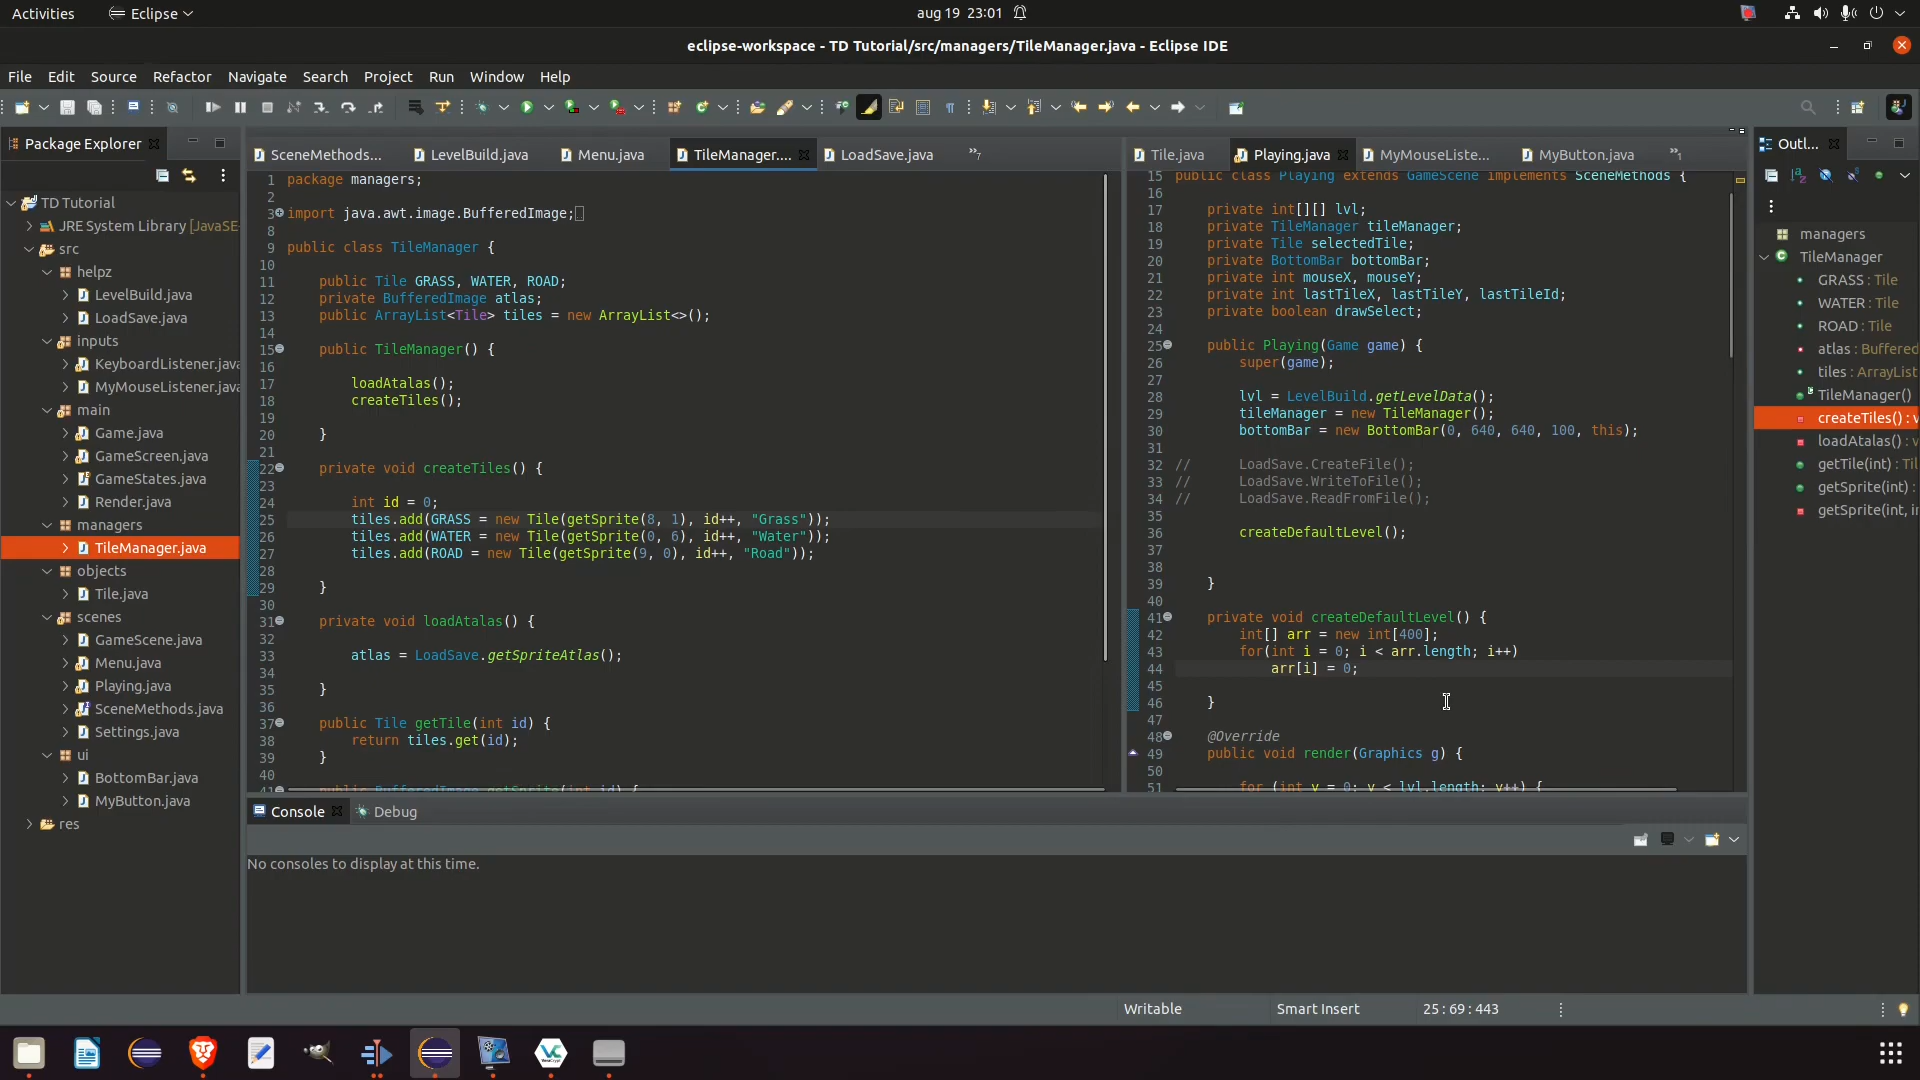 Activities
Eclipse
aug 19 23:01
eclipse-workspace - TD Tutorial/src/managers/TileManager.java - Eclipse IDE
File Edit Source Refactor Navigate Search Project Run Window Help
Package Explorer
TD Tutorial
JRE System Library [JavaSE-
src
helpz
LevelBuild.java
LoadSave.java
inputs
KeyboardListener.java
MyMouseListener.java
main
Game.java
GameScreen.java
GameStates.java
Render.java
managers
TileManager.java
objects
Tile.java
scenes
GameScene.java
Menu.java
Playing.java
SceneMethods.java
Settings.java
ui
BottomBar.java
MyButton.java
res
SceneMethods... LevelBuild.java Menu.java TileManager.... LoadSave.java »7
1 package managers;
2
3 import java.awt.image.BufferedImage;
8
9 public class TileManager {
10
11 public Tile GRASS, WATER, ROAD;
12 private BufferedImage atlas;
13 public ArrayList<Tile> tiles = new ArrayList<>();
14
15 public TileManager() {
16
17 loadAtalas();
18 createTiles();
19
20 }
21
22 private void createTiles() {
23
24 int id = 0;
25 tiles.add(GRASS = new Tile(getSprite(8, 1), id++, "Grass"));
26 tiles.add(WATER = new Tile(getSprite(0, 6), id++, "Water"));
27 tiles.add(ROAD = new Tile(getSprite(9, 0), id++, "Road"));
28
29 }
30
31 private void loadAtalas() {
32
33 atlas = LoadSave.getSpriteAtlas();
34
35 }
36
37 public Tile getTile(int id) {
38 return tiles.get(id);
39 }
40
41 public BufferedImage getSprite(int id) {
Tile.java Playing.java MyMouseListe... MyButton.java »1
15 public class Playing extends GameScene implements SceneMethods {
16
17 private int[][] lvl;
18 private TileManager tileManager;
19 private Tile selectedTile;
20 private BottomBar bottomBar;
21 private int mouseX, mouseY;
22 private int lastTileX, lastTileY, lastTileId;
23 private boolean drawSelect;
24
25 public Playing(Game game) {
26 super(game);
27
28 lvl = LevelBuild.getLevelData();
29 tileManager = new TileManager();
30 bottomBar = new BottomBar(0, 640, 640, 100, this);
31
32 // LoadSave.CreateFile();
33 // LoadSave.WriteToFile();
34 // LoadSave.ReadFromFile();
35
36 createDefaultLevel();
37
38
39 }
40
41 private void createDefaultLevel() {
42 int[] arr = new int[400];
43 for(int i = 0; i < arr.length; i++)
44 arr[i] = 0;
45
46 }
47
48 @Override
49 public void render(Graphics g) {
50
51 for (int y = 0; y < lvl.length; y++) {
Outl...
managers
TileManager
GRASS : Tile
WATER : Tile
ROAD : Tile
atlas : Buffered
tiles : ArrayList
TileManager()
createTiles() : v
loadAtalas() : v
getTile(int) : Til
getSprite(int) :
getSprite(int, in
Console Debug
No consoles to display at this time.
Writable Smart Insert 25 : 69 : 443